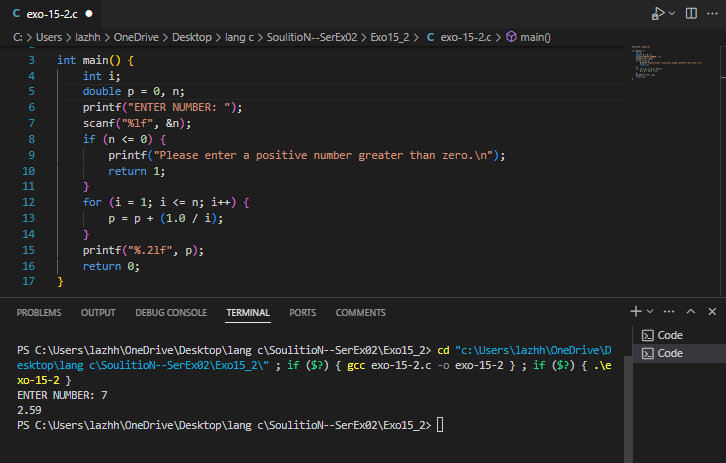 C exo-15-2.c
C: > Users > lazhh > OneDrive > Desktop > lang c > SoulitioN--SerEx02 > Exo15_2 > C exo-15-2.c > main()
3 int main() {
4 int i;
5 double p = 0, n;
6 printf("ENTER NUMBER: ");
7 scanf("%lf", &n);
8 if (n <= 0) {
9 printf("Please enter a positive number greater than zero.\n");
10 return 1;
11 }
12 for (i = 1; i <= n; i++) {
13 p = p + (1.0 / i);
14 }
15 printf("%.2lf", p);
16 return 0;
17 }
PROBLEMS OUTPUT DEBUG CONSOLE TERMINAL PORTS COMMENTS
Code
Code
PS C:\Users\lazhh\OneDrive\Desktop\lang c\SoulitioN--SerEx02\Exo15_2> cd "c:\Users\lazhh\OneDrive\D
esktop\lang c\SoulitioN--SerEx02\Exo15_2\" ; if ($?) { gcc exo-15-2.c -o exo-15-2 } ; if ($?) { .\e
xo-15-2 }
ENTER NUMBER: 7
2.59
PS C:\Users\lazhh\OneDrive\Desktop\lang c\SoulitioN--SerEx02\Exo15_2>